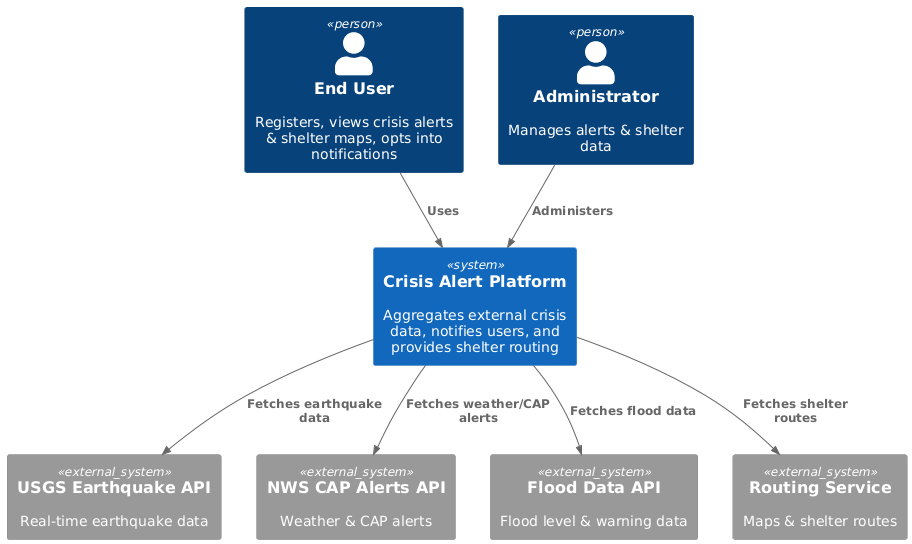 «person»
End User
Registers, views crisis alerts
& shelter maps, opts into
notifications
«person»
Administrator
Manages alerts & shelter
data
Uses
Administers
«system»
Crisis Alert Platform
Aggregates external crisis
data, notifies users, and
provides shelter routing
Fetches earthquake
data
Fetches weather/CAP
alerts
Fetches flood data
Fetches shelter
routes
«external_system»
USGS Earthquake API
Real-time earthquake data
«external_system»
NWS CAP Alerts API
Weather & CAP alerts
«external_system»
Flood Data API
Flood level & warning data
«external_system»
Routing Service
Maps & shelter routes